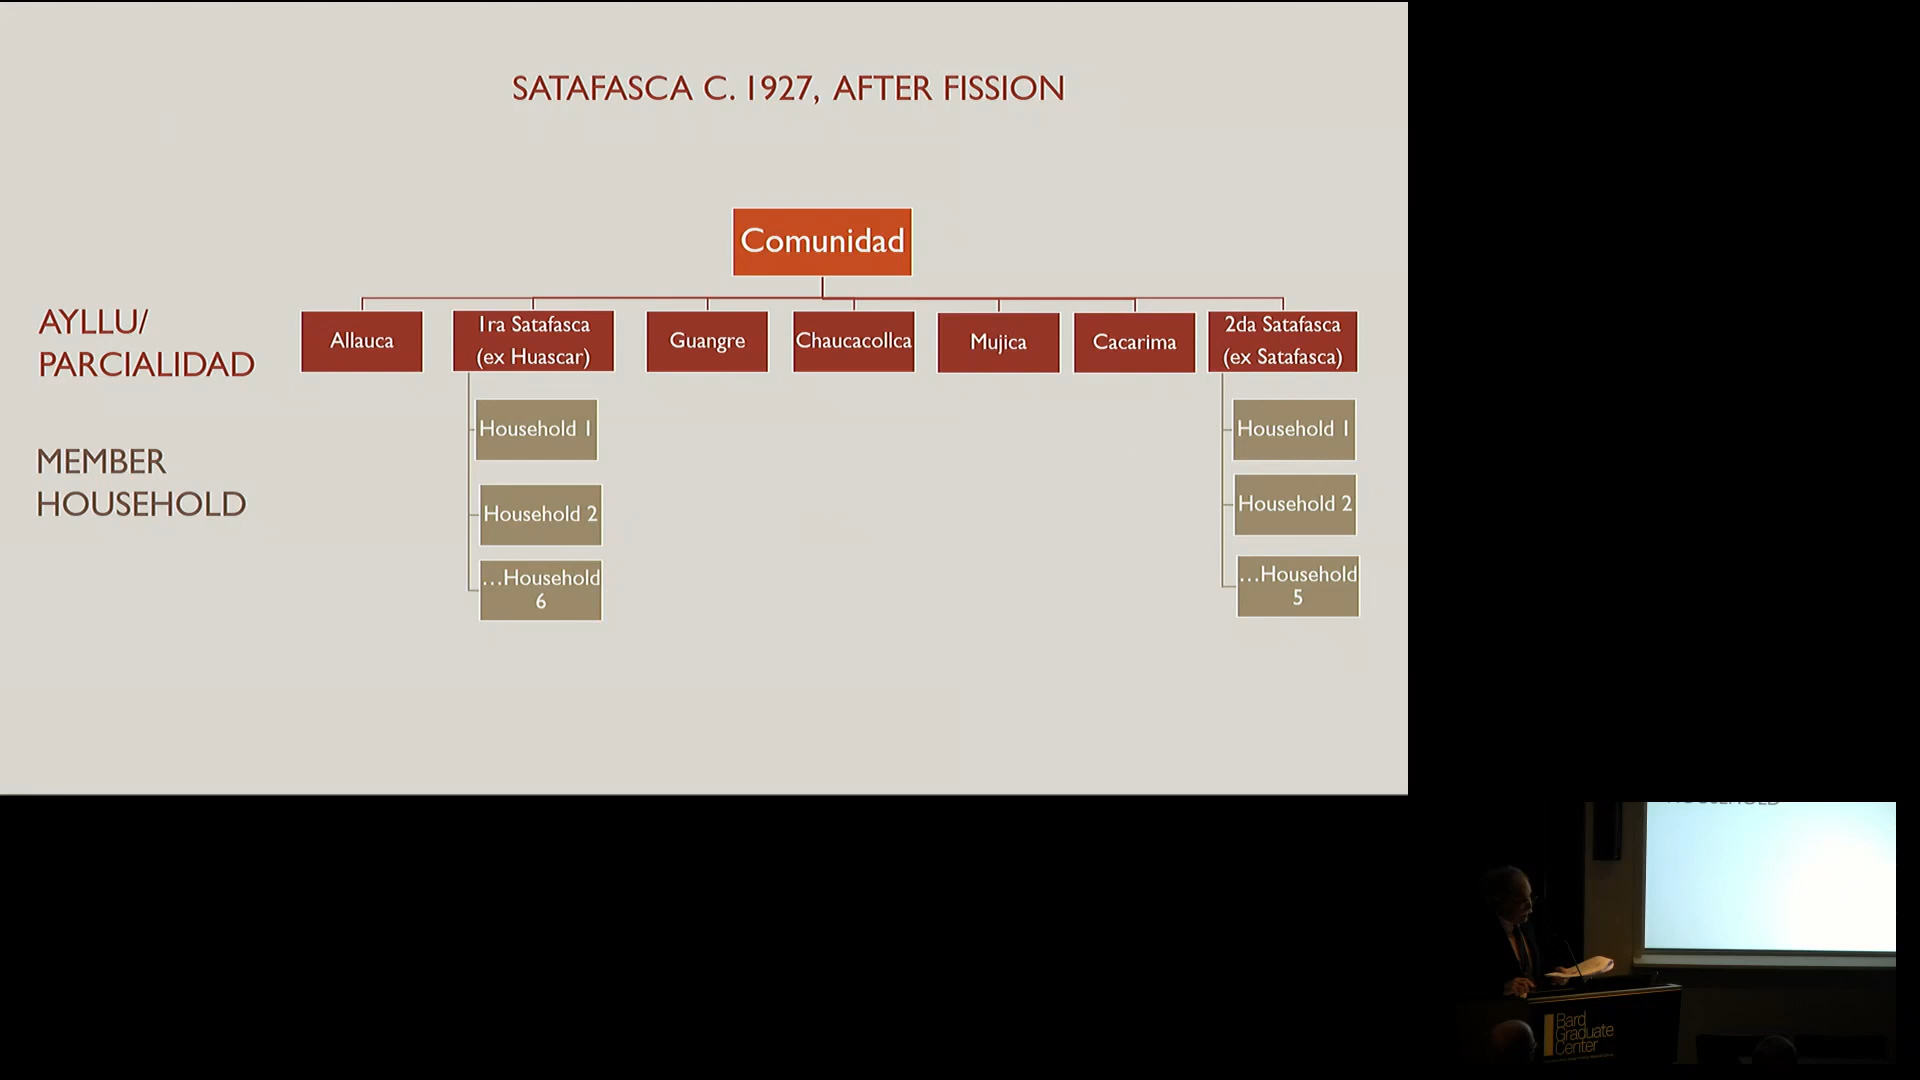 SATAFASCA C. 1927, AFTER FISSION
Comunidad
AYLLU/
PARCIALIDAD
Allauca
1ra Satafasca
(ex Huascar)
Guangre
Chaucacollca
Mujica
Cacarima
2da Satafasca
(ex Satafasca)
MEMBER
HOUSEHOLD
Household 1
Household 2
...Household
6
Household 1
Household 2
...Household
5
Bard
Graduate
Center